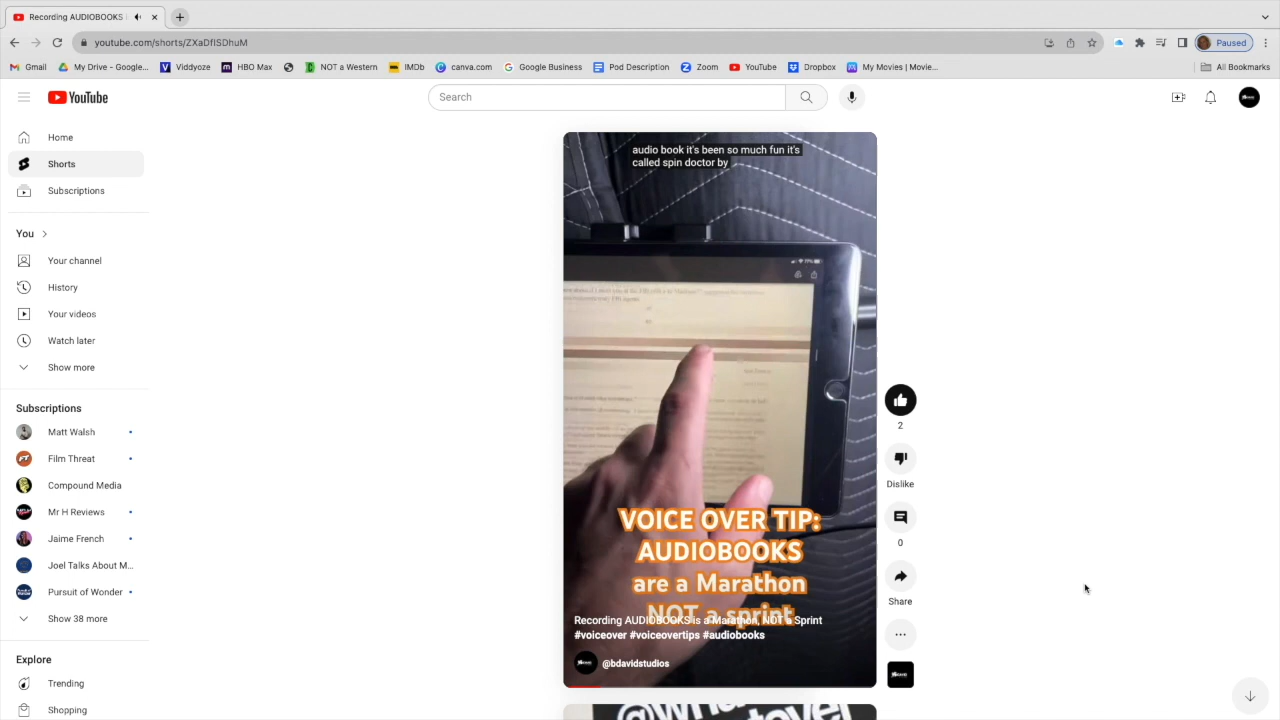 Recording AUDIOBOOKS
youtube.com/shorts/ZXaDfISDhuM
Paused
Gmail
My Drive - Google...
Viddyoze
HBO Max
NOT a Western
IMDb
canva.com
Google Business
Pod Description
Zoom
YouTube
Dropbox
My Movies | Movie...
All Bookmarks
YouTube
Search
Home
Shorts
Subscriptions
You
Your channel
History
Your videos
Watch later
Show more
Subscriptions
Matt Walsh
Film Threat
Compound Media
Mr H Reviews
Jaime French
Joel Talks About M...
Pursuit of Wonder
Show 38 more
Explore
Trending
Shopping
audio book it's been so much fun it's
called spin doctor by
77%
VOICE OVER TIP:
AUDIOBOOKS
are a Marathon
NOT a sprint
Recording AUDIOBOOKS is a Marathon, NOT a Sprint
#voiceover #voiceovertips #audiobooks
@bdavidstudios
2
Dislike
0
Share